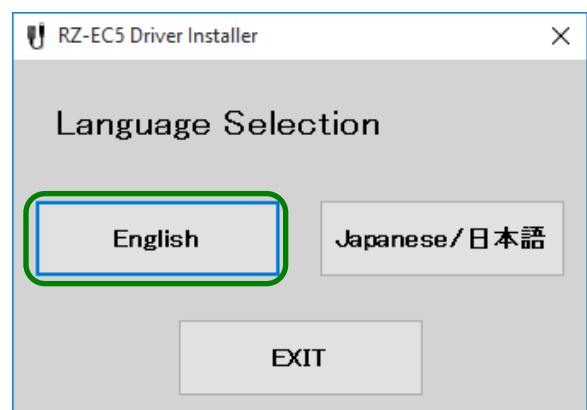 RZ-EC5 Driver Installer
Language Selection
English
Japanese/日本語
EXIT